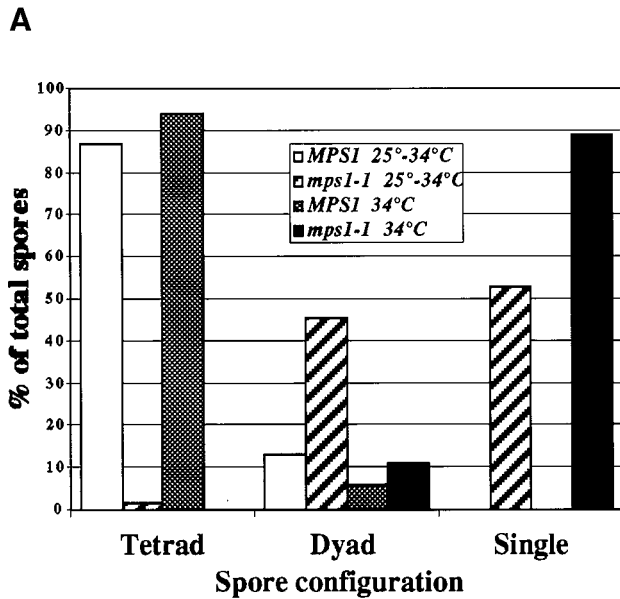 A
100
90
80
70
60
50
40
30
20
10
0
% of total spores
MPS1 25°-34°C
mps1-1 25°-34°C
MPS1 34°C
mps1-1 34°C
Tetrad Dyad Single
Spore configuration